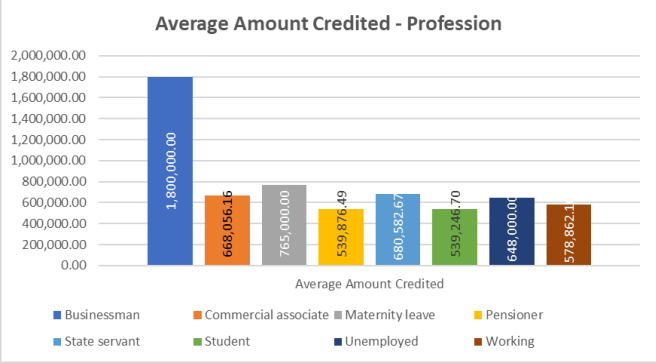 Average Amount Credited - Profession
2,000,000.00
1,800,000.00
1,600,000.00
1,400,000.00
1,200,000.00
1,000,000.00
800,000.00
600,000.00
400,000.00
200,000.00
0.00
1,800,000.00
668,056.16
765,000.00
539,876.49
680,582.67
539,246.70
648,000.00
Average Amount Credited
Businessman
Commercial associate
Maternity leave
Pensioner
State servant
Student
Unemployed
Working